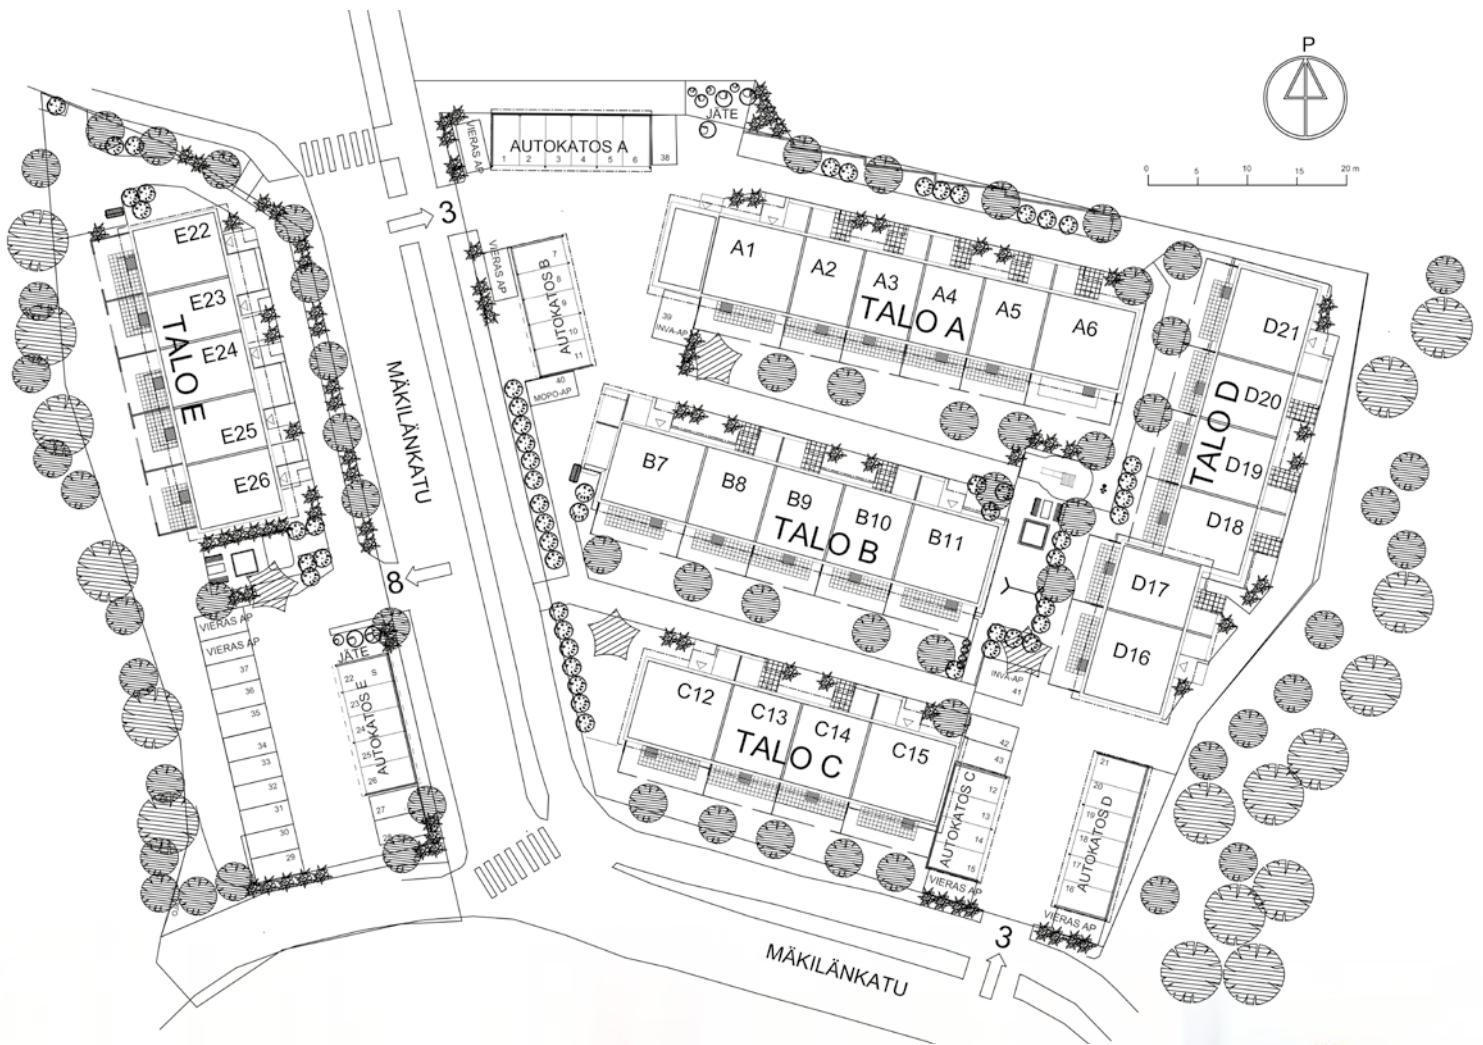 P
0 5 10 15 20 m
JÄTE
VIERAS AP
AUTOKATOS A
1 2 3 4 5 6 38
3
VIERAS AP
AUTOKATOS B
7
8
9
10
11
40
MOPO-AP
A1
A2
A3
A4
A5
A6
TALO A
39
INVA-AP
E22
E23
E24
E25
E26
TALO E
MÄKILÄNKATU
8
D21
D20
D19
D18
D17
D16
TALO D
B7
B8
B9
B10
B11
TALO B
INVA-AP
41
C12
C13
C14
C15
TALO C
VIERAS AP
VIERAS AP
37
36
35
34
33
32
31
30
29
JÄTE
22 S
23
24
25
26
AUTOKATOS E
27
28
42
43
12
13
14
15
AUTOKATOS C
VIERAS AP
21
20
19
18
17
16
AUTOKATOS D
VIERAS AP
3
MÄKILÄNKATU